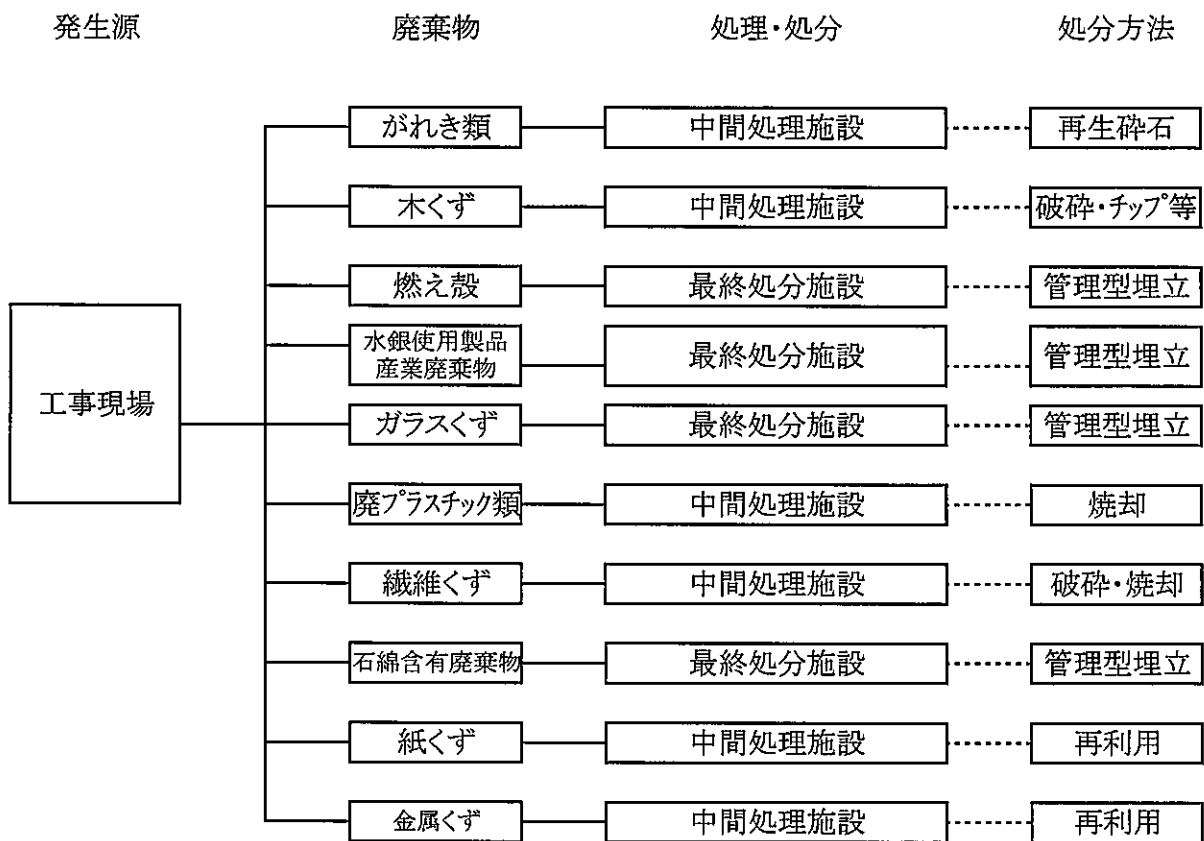 発生源 廃棄物 処理・処分 処分方法
がれき類 中間処理施設 再生砕石
木くず 中間処理施設 破砕・チップ等
燃え殻 最終処分施設 管理型埋立
水銀使用製品
産業廃棄物 最終処分施設 管理型埋立
工事現場
ガラスくず 最終処分施設 管理型埋立
廃プラスチック類 中間処理施設 焼却
繊維くず 中間処理施設 破砕・焼却
石綿含有廃棄物 最終処分施設 管理型埋立
紙くず 中間処理施設 再利用
金属くず 中間処理施設 再利用